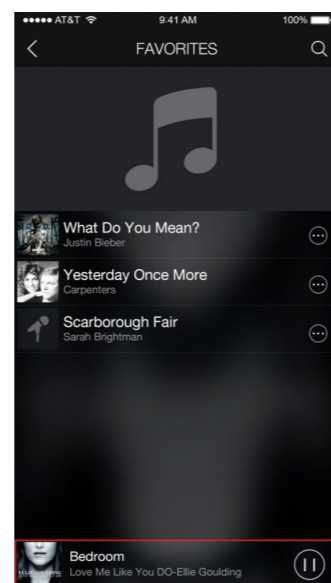 AT&T 9:41 AM 100%
FAVORITES
What Do You Mean?
Justin Bieber
Yesterday Once More
Carpenters
Scarborough Fair
Sarah Brightman
Bedroom
Love Me Like You DO-Ellie Goulding